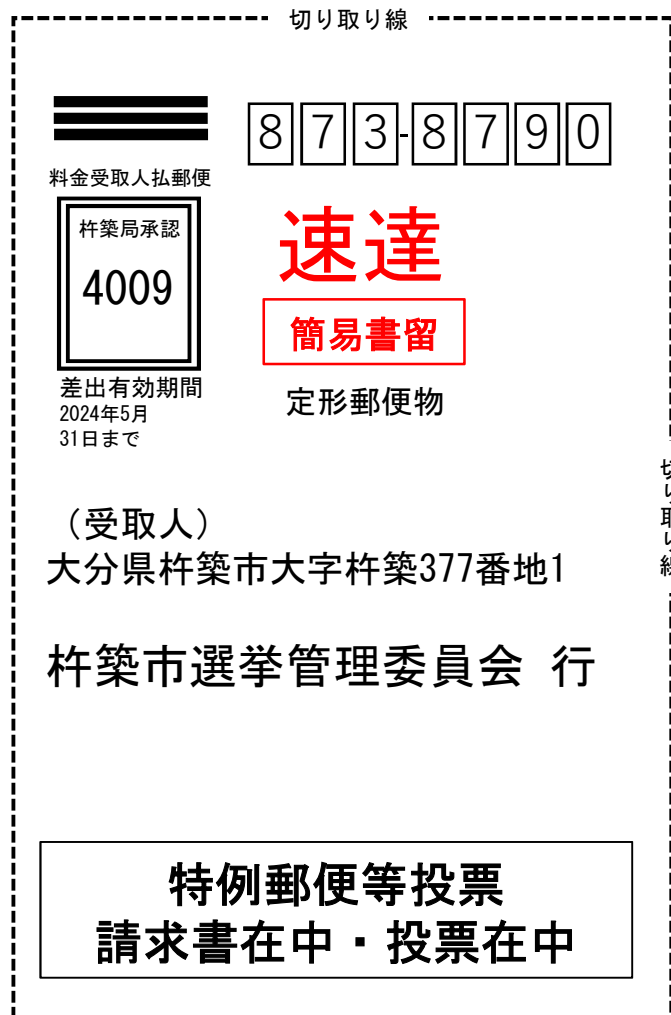 切り取り線
873-8790
料金受取人払郵便
杵築局承認
4009
差出有効期間
2024年5月
31日まで
速達
簡易書留
定形郵便物
切り取り線
（受取人）
大分県杵築市大字杵築377番地1
杵築市選挙管理委員会 行
特例郵便等投票
請求書在中・投票在中